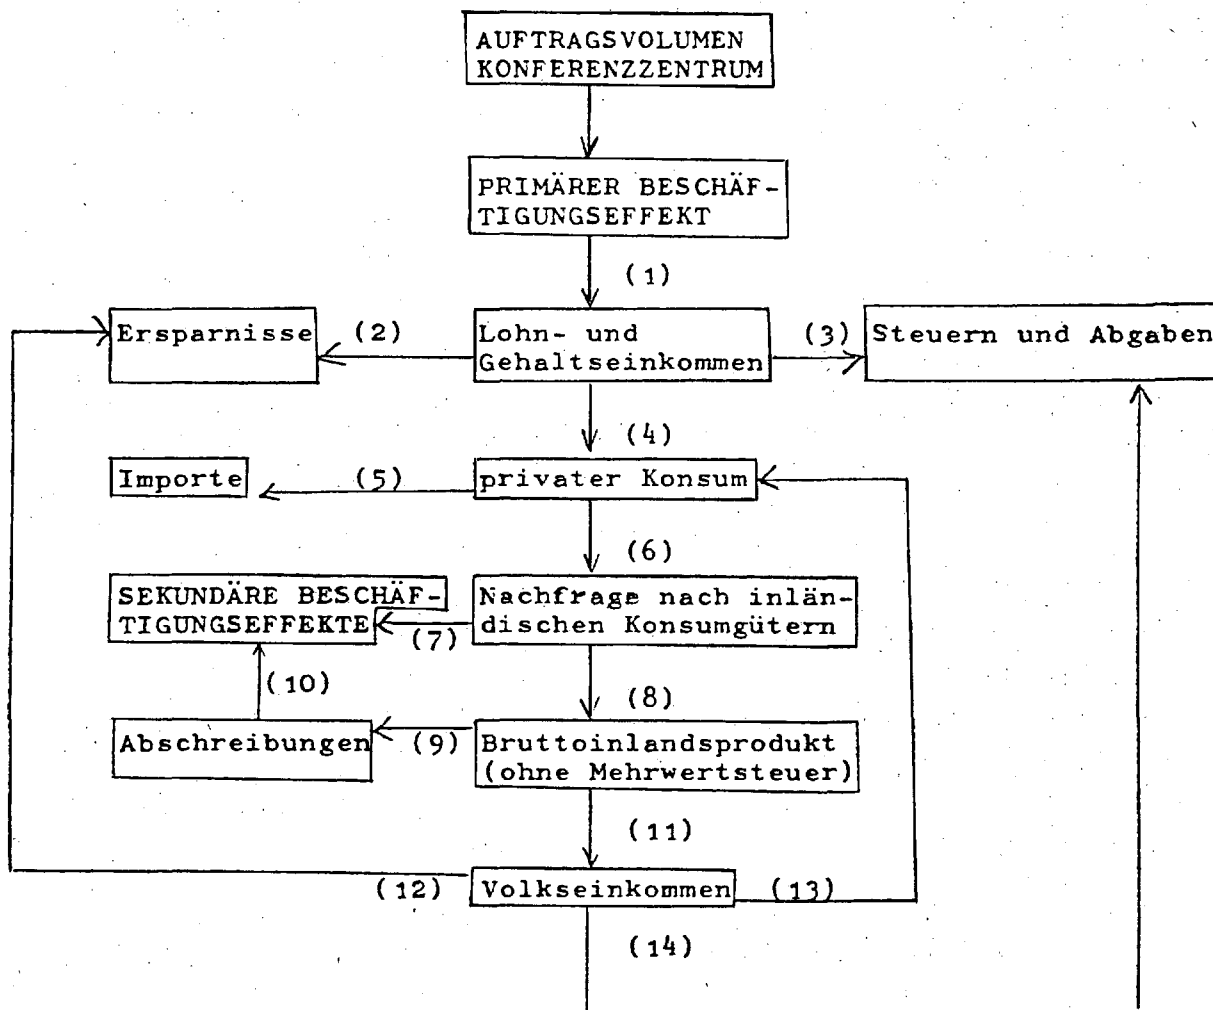 AUFTRAGSVOLUMEN
KONFERENZZENTRUM
PRIMÄRER BESCHÄF-
TIGUNGSEFFEKT
(1)
Ersparnisse
(2)
Lohn- und
Gehaltseinkommen
(3)
Steuern und Abgaben
(4)
Importe
(5)
privater Konsum
(6)
SEKUNDÄRE BESCHÄF-
TIGUNGSEFFEKTE
(7)
Nachfrage nach inlän-
dischen Konsumgütern
(10)
(8)
Abschreibungen
(9)
Bruttoinlandsprodukt
(ohne Mehrwertsteuer)
(11)
(12)
Volkseinkommen
(13)
(14)